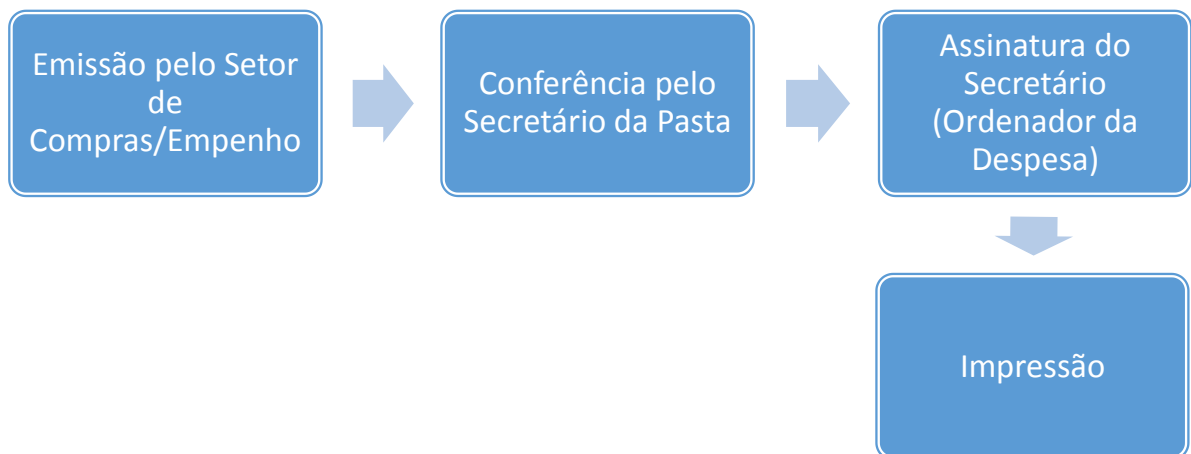 Emissão pelo Setor
de
Compras/Empenho
Conferência pelo
Secretário da Pasta
Assinatura do
Secretário
(Ordenador da
Despesa)
Impressão